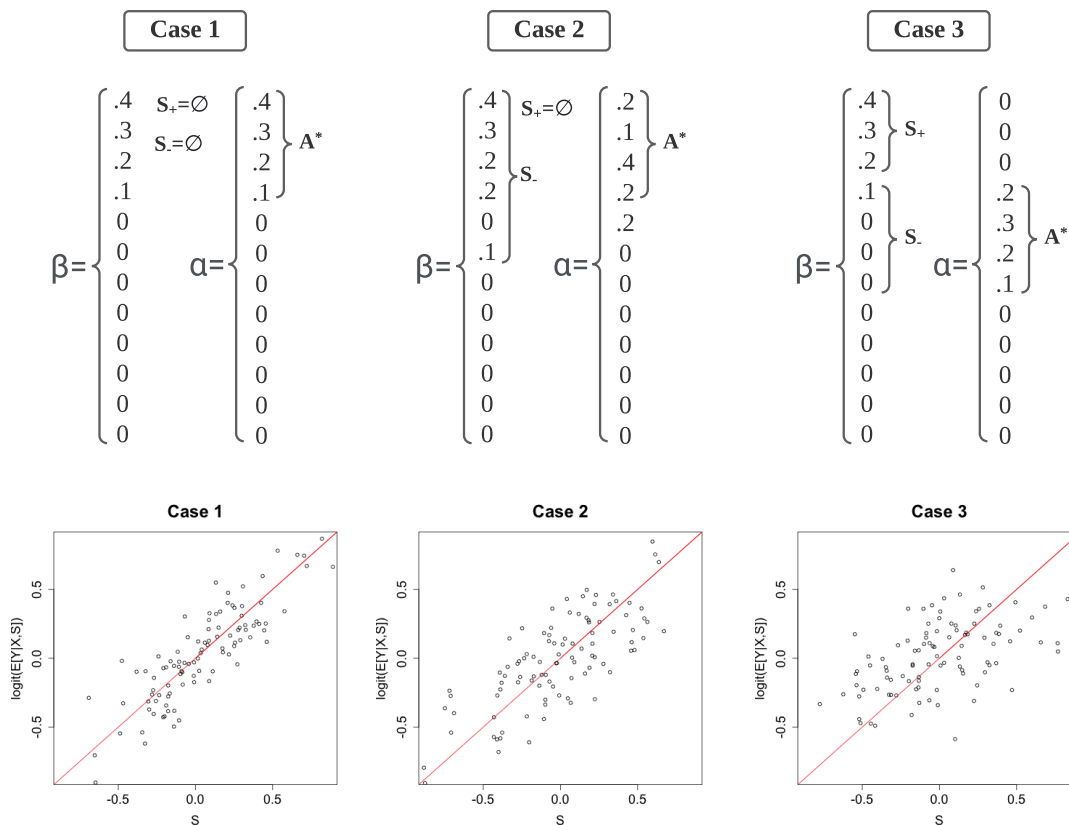 Case 1
Case 2
Case 3
.4 S₊=∅ .4
.3 .3
S₋=∅ A*
.2 .2
.1 .1
0 0
β= 0 α= 0
0 0
0 0
0 0
0 0
0 0
0 0
.4 S₊=∅ .2
.3 .1
A*
.2 .4
S₋
.2 .2
0 .2
β= .1 α= 0
0 0
0 0
0 0
0 0
0 0
0 0
.4 0
.3 S₊ 0
.2 0
.1 .2
0 .3
S₋ A*
β= 0 α= .2
0 .1
0 0
0 0
0 0
0 0
0 0
Case 1
logit(E[Y|X,S])
0.5
0.0
-0.5
-0.5 0.0 0.5
S
Case 2
logit(E[Y|X,S])
0.5
0.0
-0.5
-0.5 0.0 0.5
S
Case 3
logit(E[Y|X,S])
0.5
0.0
-0.5
-0.5 0.0 0.5
S